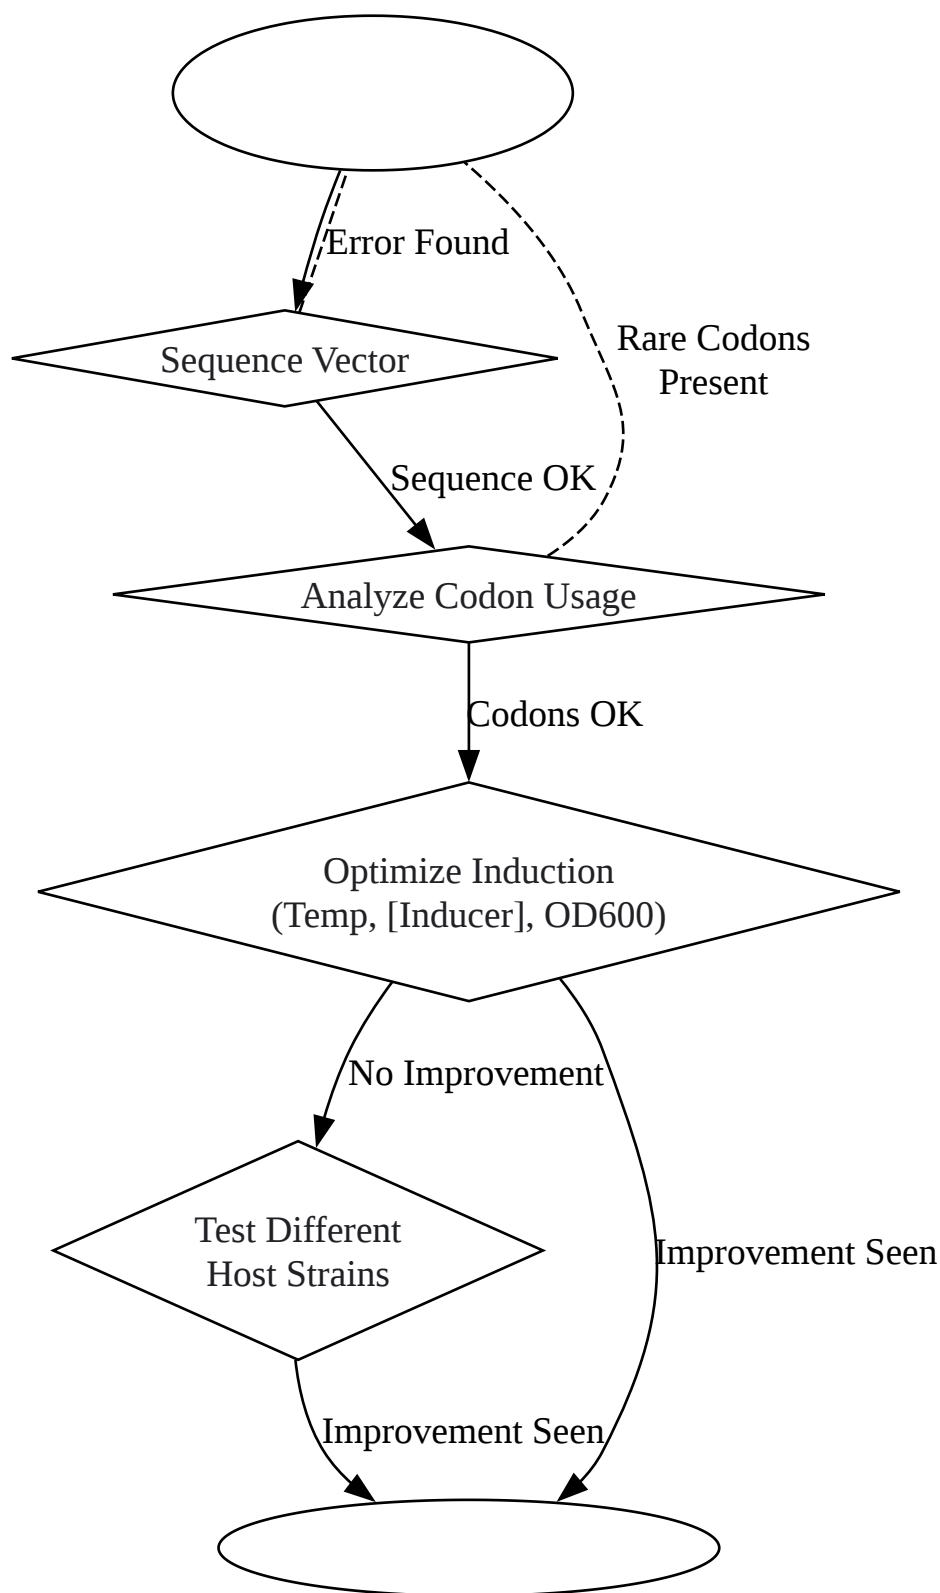 Error Found
Rare Codons
Present
Sequence Vector
Sequence OK
Analyze Codon Usage
Codons OK
Optimize Induction
(Temp, [Inducer], OD600)
No Improvement
Test Different
Host Strains
Improvement Seen
Improvement Seen